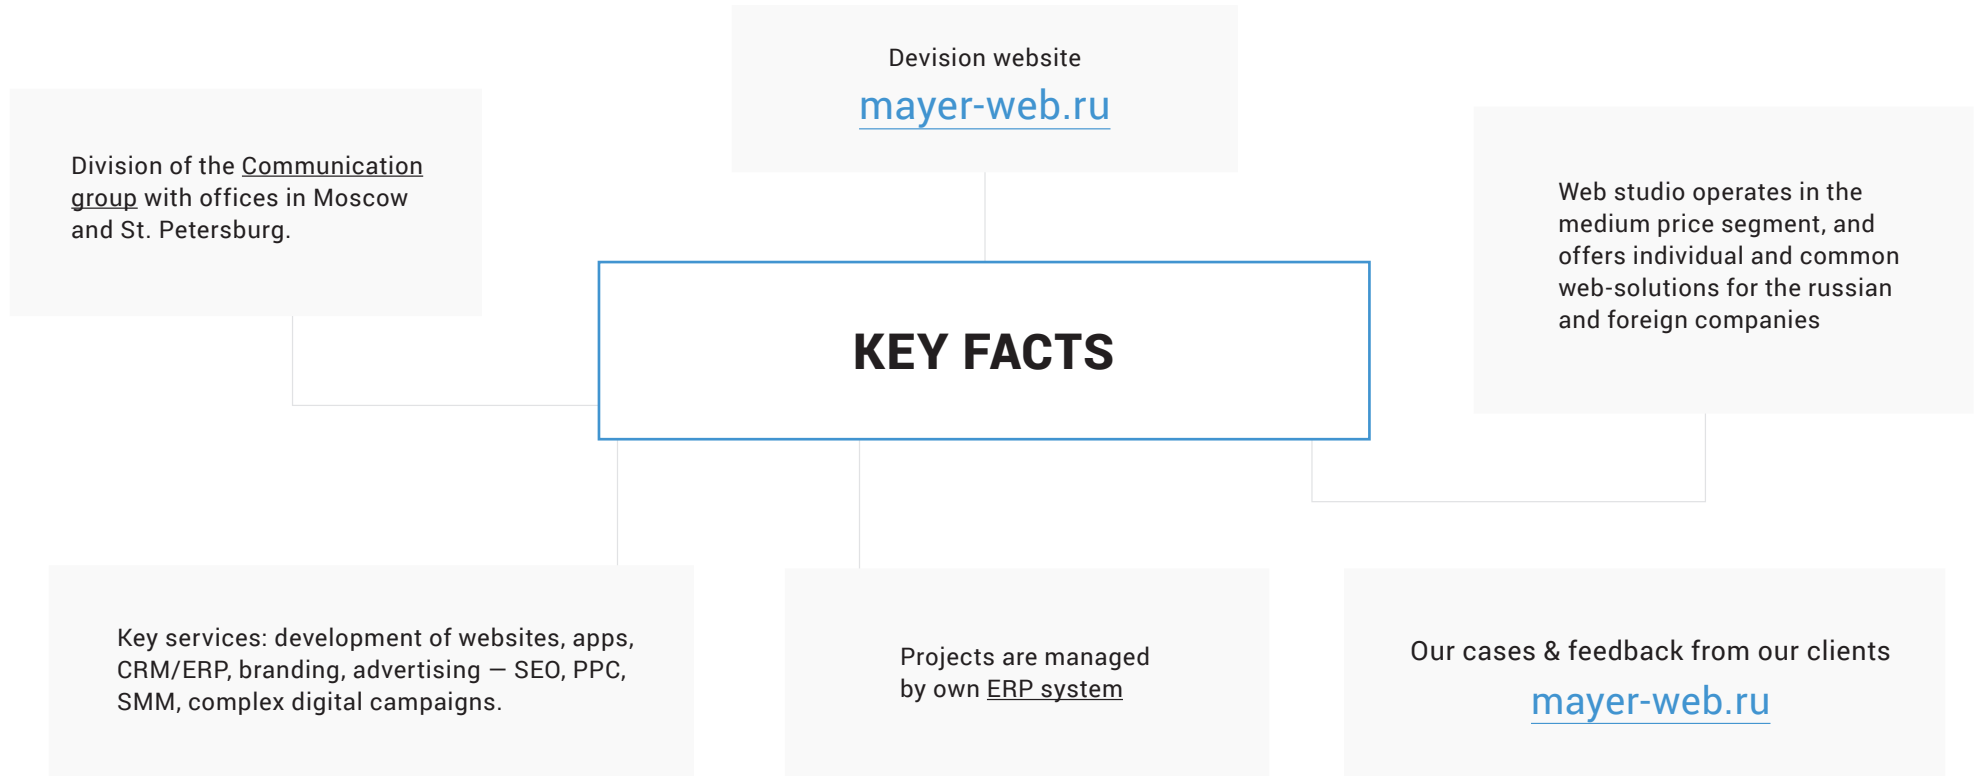 Devision website
mayer-web.ru
Division of the Communication
group with offices in Moscow
and St. Petersburg.
Web studio operates in the
medium price segment, and
offers individual and common
web-solutions for the russian
and foreign companies
KEY FACTS
Key services: development of websites, apps,
CRM/ERP, branding, advertising — SEO, PPC,
SMM, complex digital campaigns.
Projects are managed
by own ERP system
Our cases & feedback from our clients
mayer-web.ru